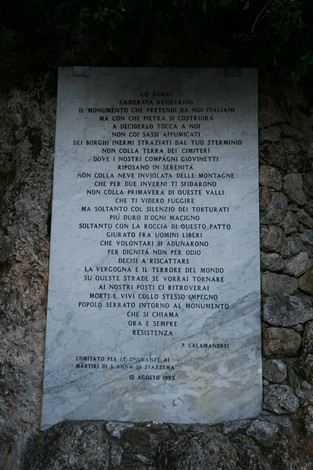 LO AVRAI
CAMERATA KESSELRING
IL MONUMENTO CHE PRETENDI DA NOI ITALIANI
MA CON CHE PIETRA SI COSTRUIRÀ
A DECIDERLO TOCCA A NOI
NON COI SASSI AFFUMICATI
DEI BORGHI INERMI STRAZIATI DAL TUO STERMINIO
NON COLLA TERRA DEI CIMITERI
DOVE I NOSTRI COMPAGNI GIOVINETTI
RIPOSANO IN SERENITÀ
NON COLLA NEVE INVIOLATA DELLE MONTAGNE
CHE PER DUE INVERNI TI SFIDARONO
NON COLLA PRIMAVERA DI QUESTE VALLI
CHE TI VIDERO FUGGIRE
MA SOLTANTO COL SILENZIO DEI TORTURATI
PIÙ DURO D'OGNI MACIGNO
SOLTANTO CON LA ROCCIA DI QUESTO PATTO
GIURATO FRA UOMINI LIBERI
CHE VOLONTARI SI ADUNARONO
PER DIGNITÀ NON PER ODIO
DECISI A RISCATTARE
LA VERGOGNA E IL TERRORE DEL MONDO
SU QUESTE STRADE SE VORRAI TORNARE
AI NOSTRI POSTI CI RITROVERAI
MORTI E VIVI COLLO STESSO IMPEGNO
POPOLO SERRATO INTORNO AL MONUMENTO
CHE SI CHIAMA
ORA E SEMPRE
RESISTENZA
P. CALAMANDREI
COMITATO PER LE ONORANZE AI
MARTIRI DI S. ANNA DI STAZZEMA
12 AGOSTO